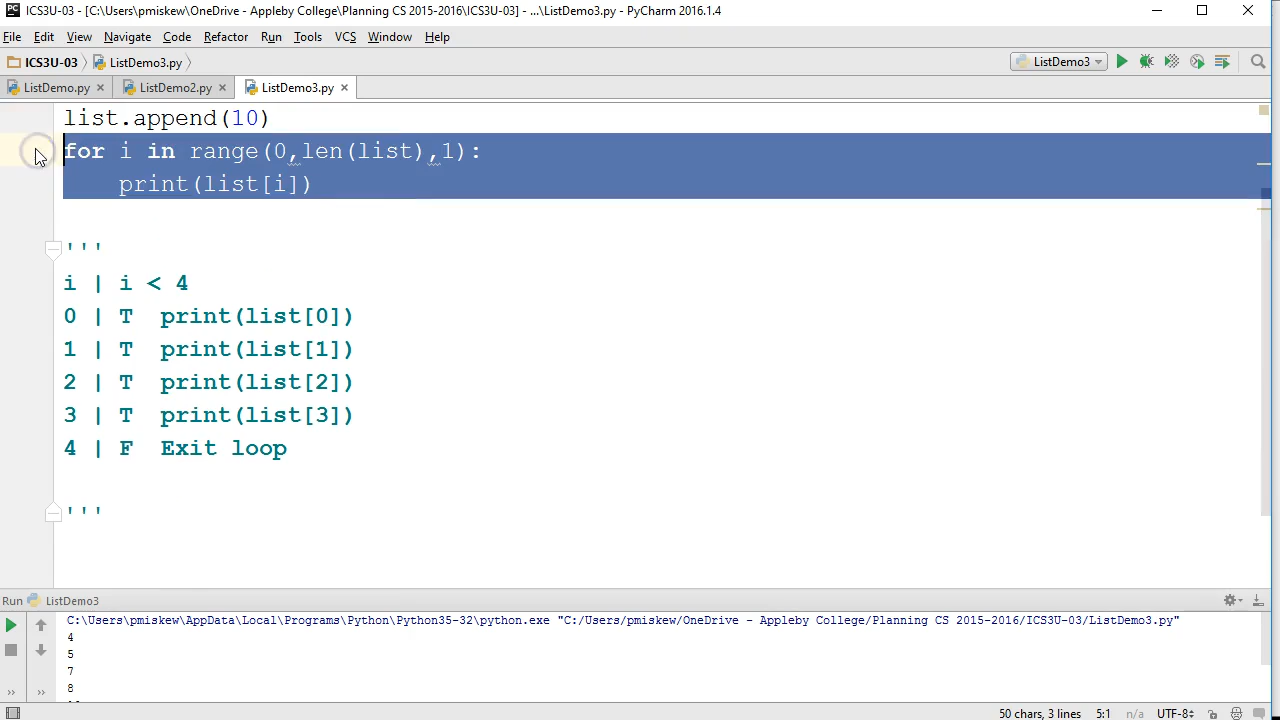 PC ICS3U-03 - [C:\Users\pmiskew\OneDrive - Appleby College\Planning CS 2015-2016\ICS3U-03] - ...\ListDemo3.py - PyCharm 2016.1.4
File Edit View Navigate Code Refactor Run Tools VCS Window Help
ICS3U-03 ListDemo3.py ListDemo3
ListDemo.py ListDemo2.py ListDemo3.py
list.append(10)
for i in range(0,len(list),1):
    print(list[i])
'''
i | i < 4
0 | T  print(list[0])
1 | T  print(list[1])
2 | T  print(list[2])
3 | T  print(list[3])
4 | F  Exit loop
'''
Run ListDemo3
C:\Users\pmiskew\AppData\Local\Programs\Python\Python35-32\python.exe "C:/Users/pmiskew/OneDrive - Appleby College/Planning CS 2015-2016/ICS3U-03/ListDemo3.py"
4
5
7
8
50 chars, 3 lines 5:1 n/a UTF-8